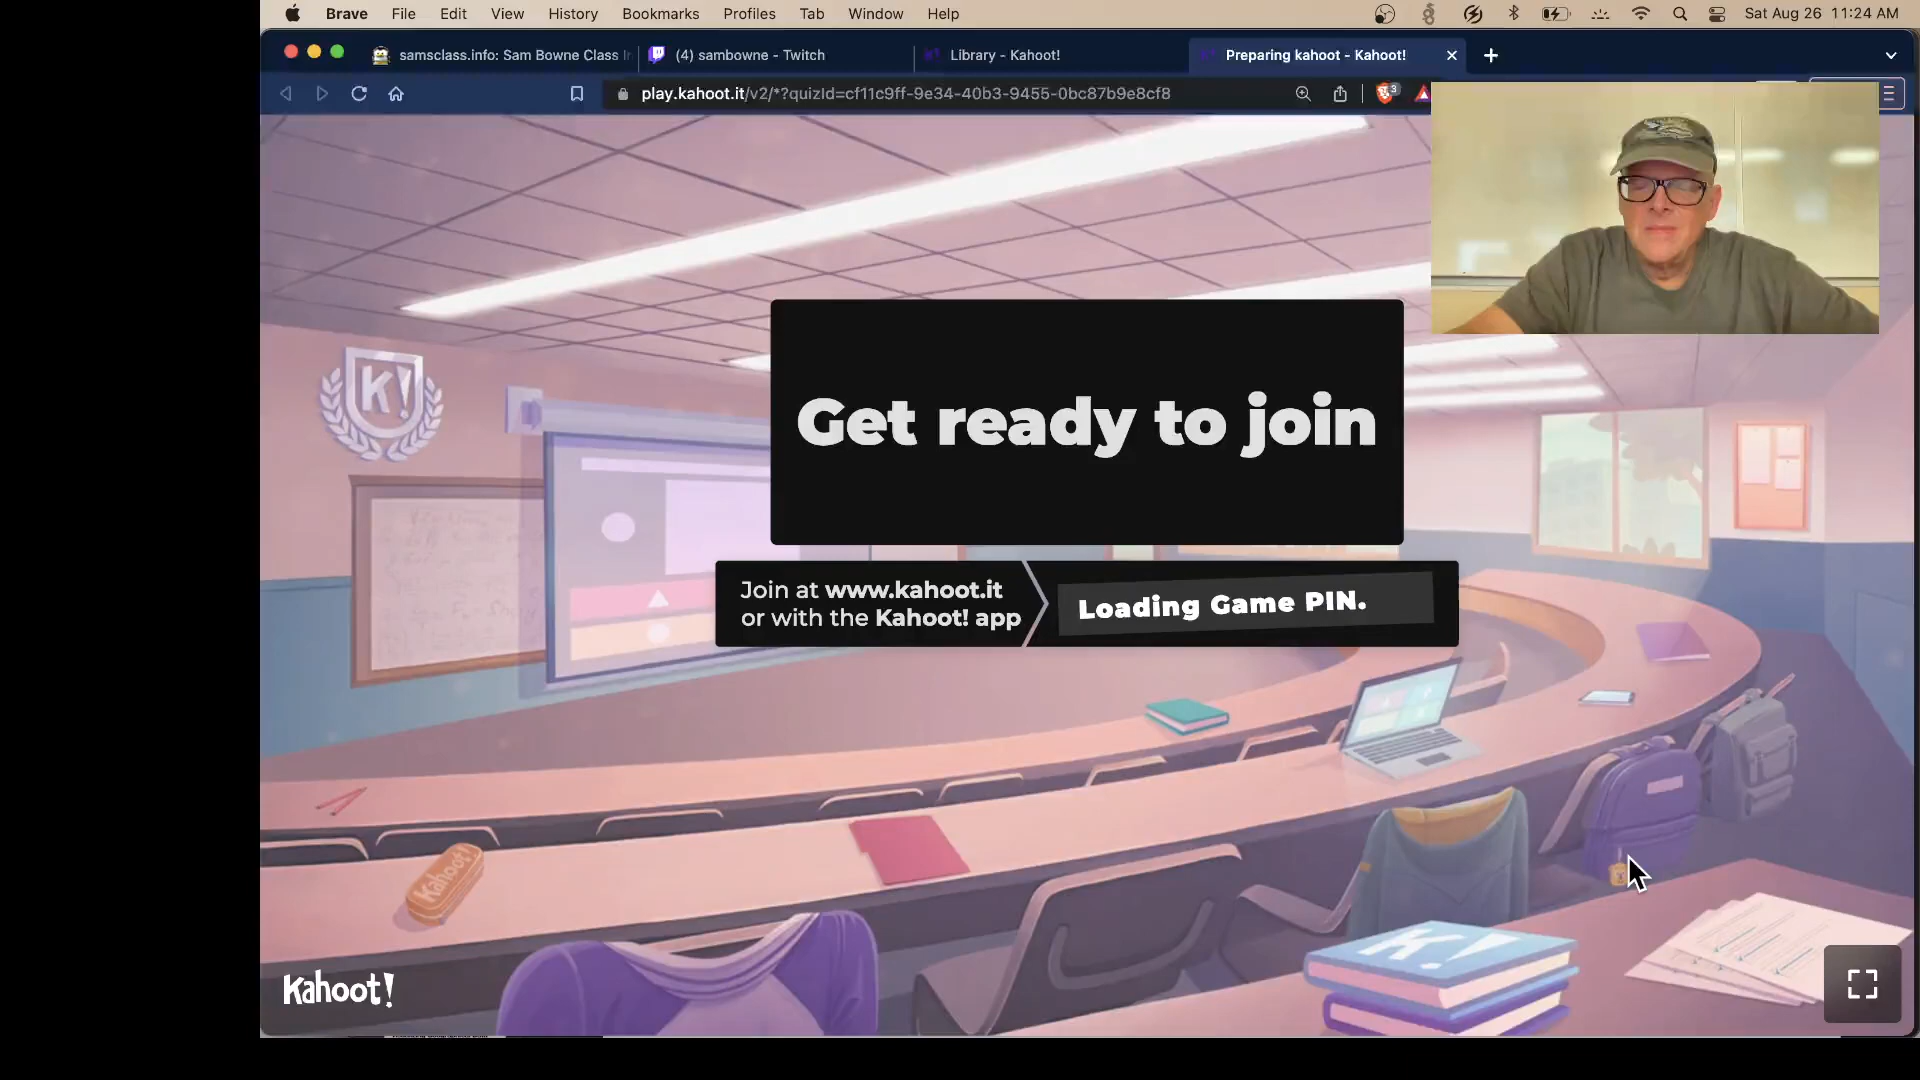 Brave File Edit View History Bookmarks Profiles Tab Window Help Sat Aug 26 11:24 AM
samsclass.info: Sam Bowne Class In (4) sambowne - Twitch Library - Kahoot! Preparing kahoot - Kahoot!
play.kahoot.it/v2/*?quizId=cf11c9ff-9e34-40b3-9455-0bc87b9e8cf8 3
K!
Get ready to join
Join at www.kahoot.it
or with the Kahoot! app
Loading Game PIN.
Kahoot!
K!
Kahoot!